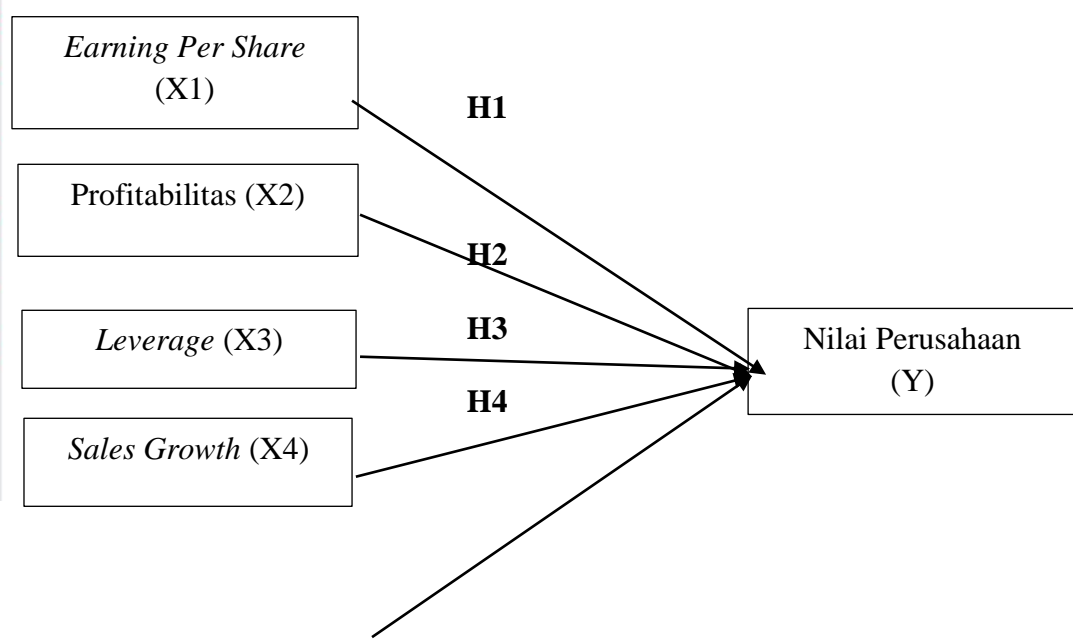 Earning Per Share
(X1)
H1
Profitabilitas (X2)
H2
Leverage (X3)
H3
Nilai Perusahaan
(Y)
H4
Sales Growth (X4)